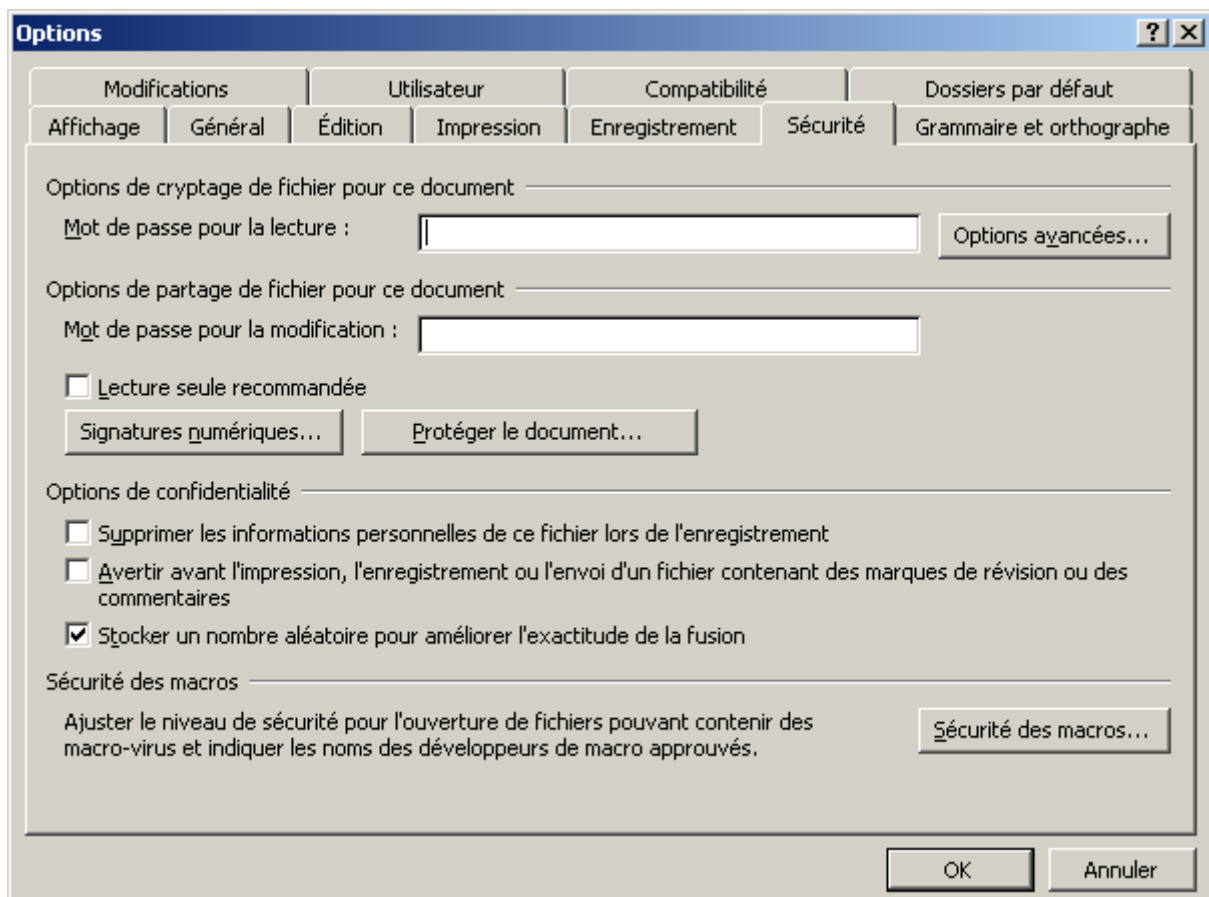 Options
Modifications Utilisateur Compatibilité Dossiers par défaut
Affichage Général Édition Impression Enregistrement Sécurité Grammaire et orthographe
Options de cryptage de fichier pour ce document
Mot de passe pour la lecture :
Options avancées...
Options de partage de fichier pour ce document
Mot de passe pour la modification :
Lecture seule recommandée
Signatures numériques... Protéger le document...
Options de confidentialité
Supprimer les informations personnelles de ce fichier lors de l'enregistrement
Avertir avant l'impression, l'enregistrement ou l'envoi d'un fichier contenant des marques de révision ou des
commentaires
Stocker un nombre aléatoire pour améliorer l'exactitude de la fusion
Sécurité des macros
Ajuster le niveau de sécurité pour l'ouverture de fichiers pouvant contenir des
macro-virus et indiquer les noms des développeurs de macro approuvés.
Sécurité des macros...
OK Annuler